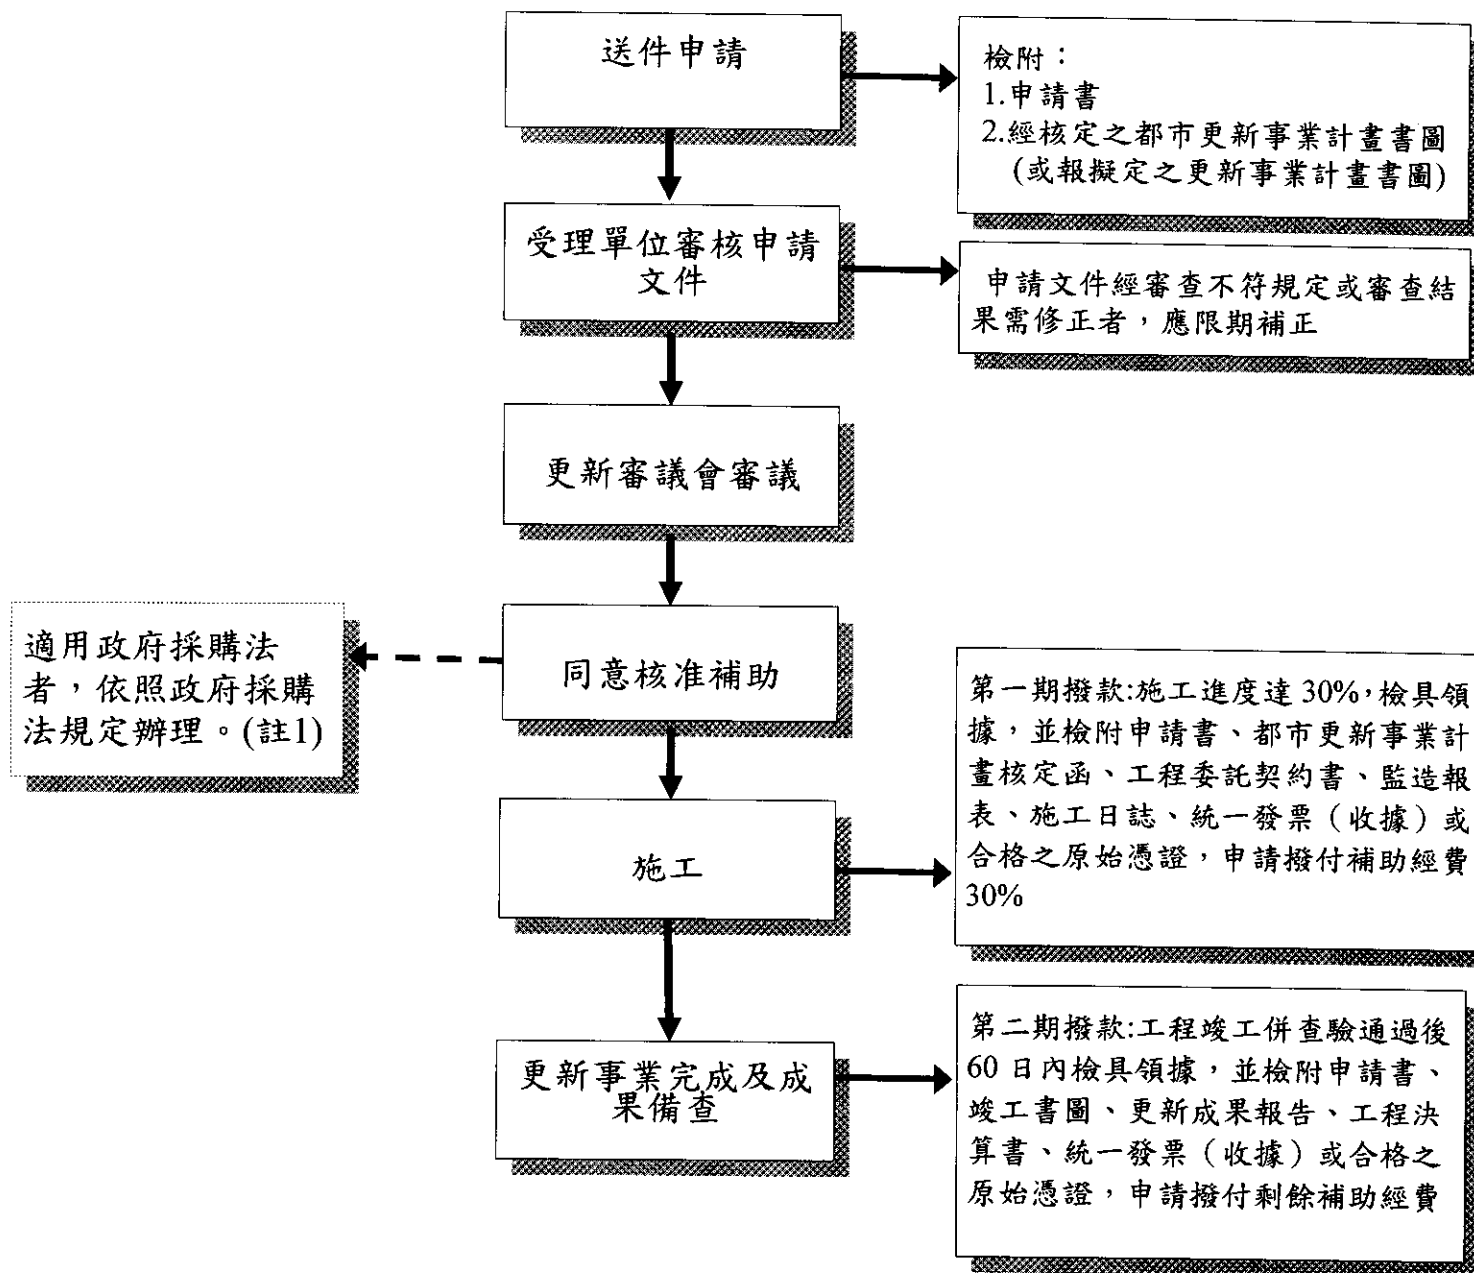 送件申請
檢附：
1.申請書
2.經核定之都市更新事業計畫書圖
(或報擬定之更新事業計畫書圖)
受理單位審核申請
文件
申請文件經審查不符規定或審查結
果需修正者，應限期補正
更新審議會審議
同意核准補助
適用政府採購法
者，依照政府採購
法規定辦理。(註1)
施工
第一期撥款:施工進度達 30%,檢具領
據，並檢附申請書、都市更新事業計
畫核定函、工程委託契約書、監造報
表、施工日誌、統一發票（收據）或
合格之原始憑證，申請撥付補助經費
30%
更新事業完成及成
果備查
第二期撥款:工程竣工併查驗通過後
60 日內檢具領據，並檢附申請書、
竣工書圖、更新成果報告、工程決
算書、統一發票（收據）或合格之
原始憑證，申請撥付剩餘補助經費